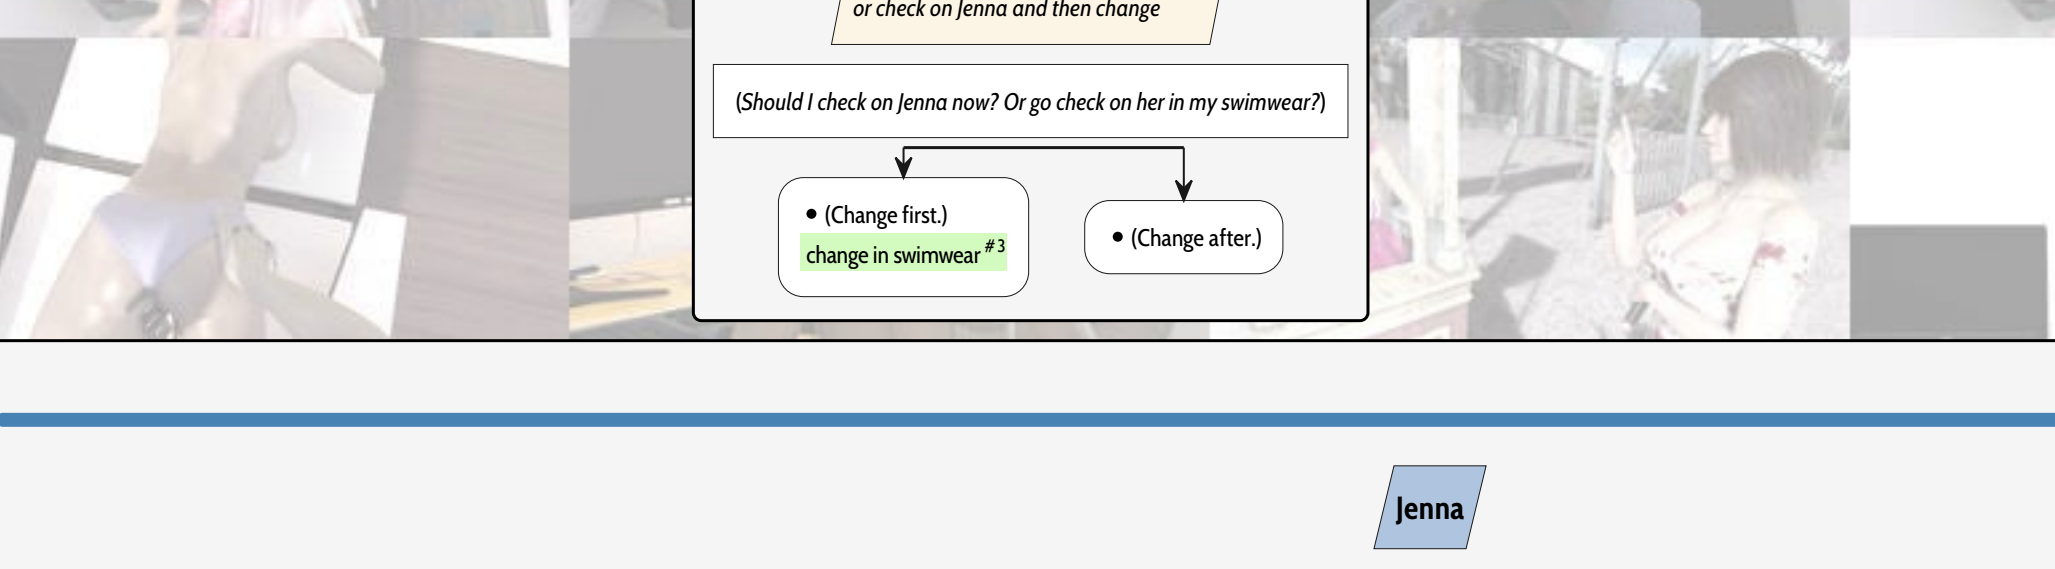 or check on Jenna and then change
(Should I check on Jenna now? Or go check on her in my swimwear?)
• (Change first.)
change in swimwear #3
• (Change after.)
Jenna